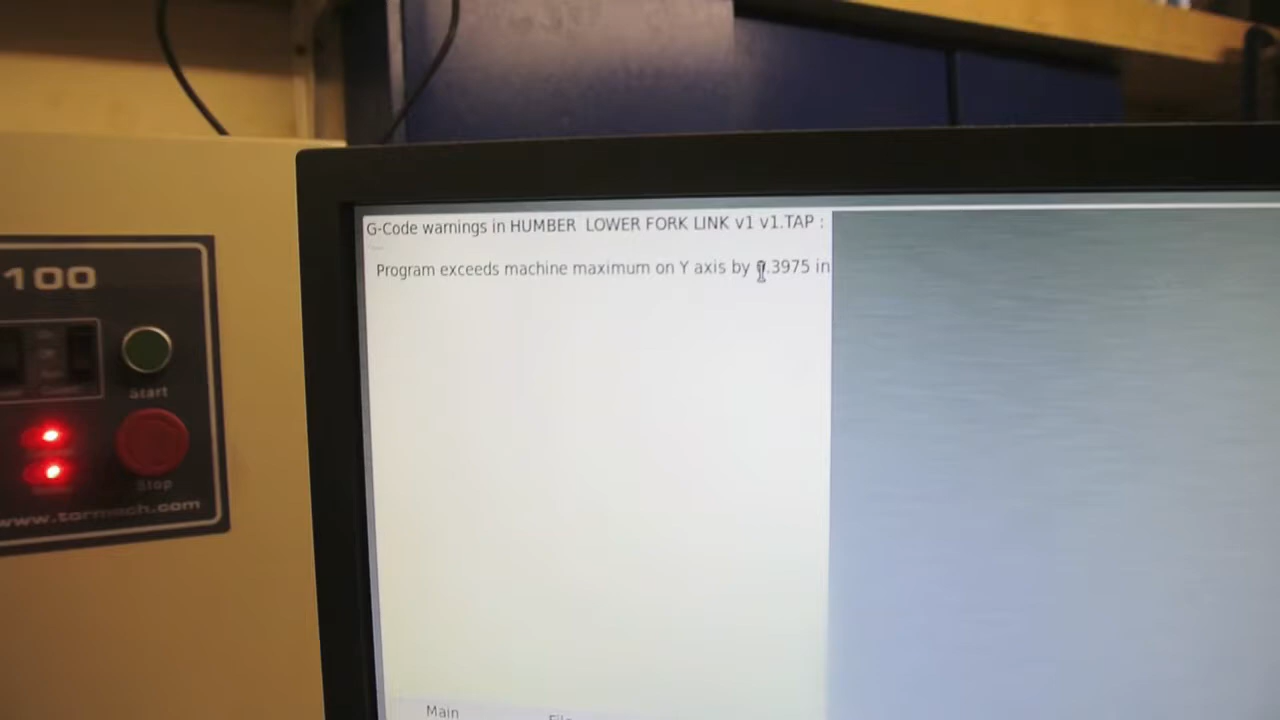 G-Code warnings in HUMBER LOWER FORK LINK v1 v1.TAP :
Program exceeds machine maximum on Y axis by .3975 in
100
Start
Stop
www.tormach.com
Main